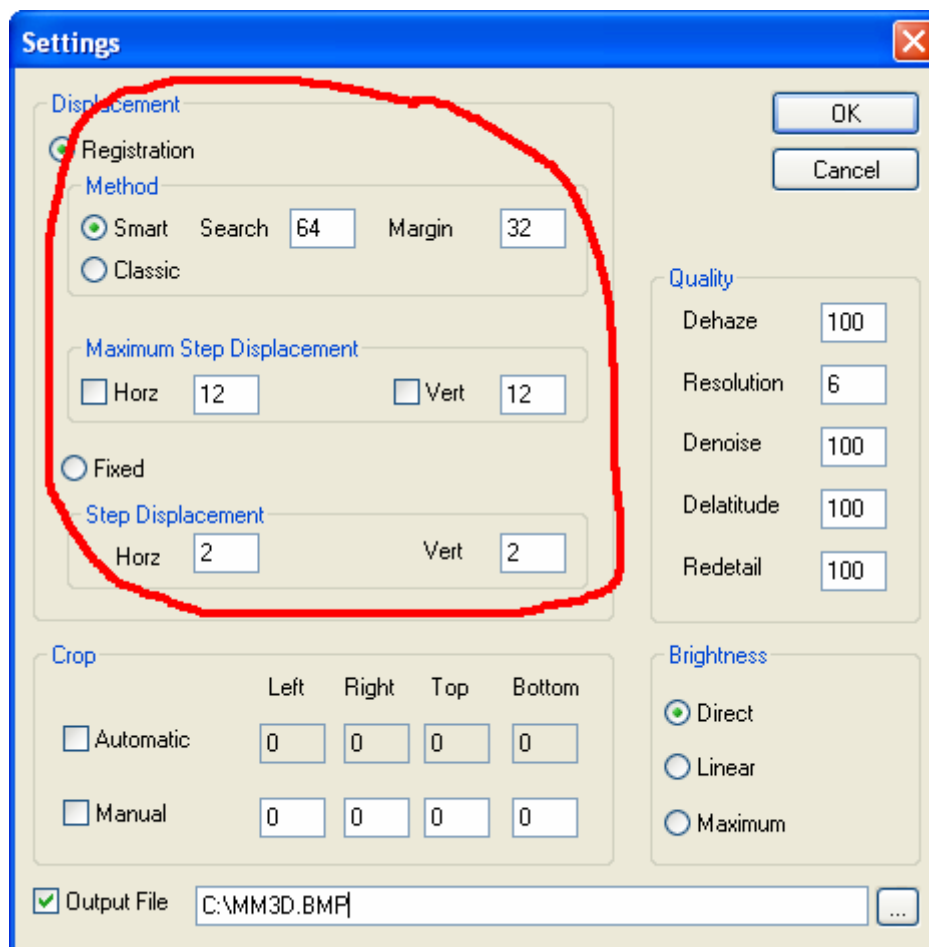 Settings
Displacement
OK
Registration
Cancel
Method
Smart Search 64 Margin 32
Classic
Quality
Dehaze 100
Maximum Step Displacement
Horz 12 Vert 12
Resolution 6
Denoise 100
Fixed
Step Displacement
Delatitude 100
Horz 2 Vert 2
Redetail 100
Crop
Brightness
Left Right Top Bottom
Direct
Automatic 0 0 0 0
Linear
Manual 0 0 0 0
Maximum
Output File C:\MM3D.BMP ...